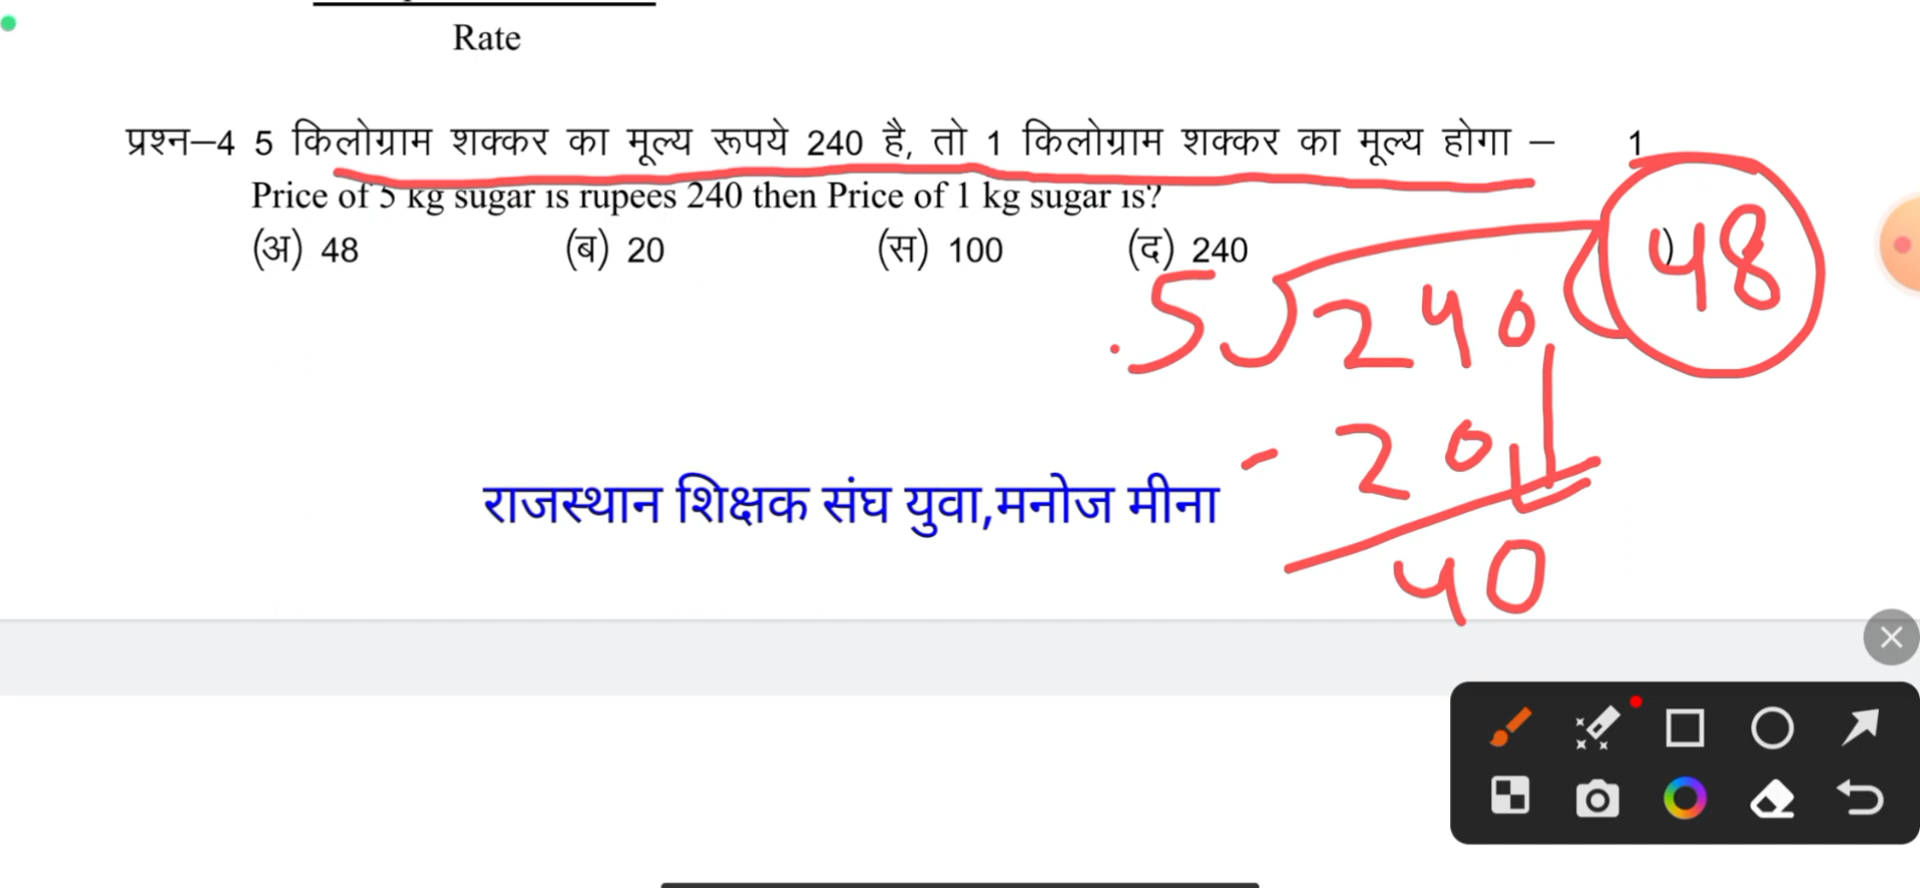 Rate
प्रश्न–4 5 किलोग्राम शक्कर का मूल्य रूपये 240 है, तो 1 किलोग्राम शक्कर का मूल्य होगा – 1
Price of 5 kg sugar is rupees 240 then Price of 1 kg sugar is?
(अ) 48 (ब) 20 (स) 100 (द) 240
5 240 48
- 20
40
राजस्थान शिक्षक संघ युवा,मनोज मीना